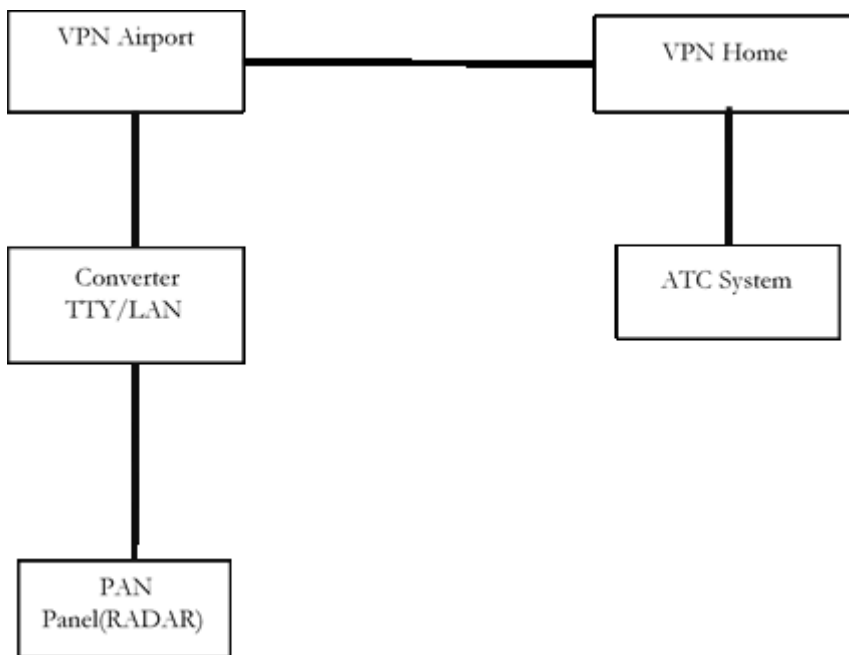 VPN Airport
VPN Home
Converter
TTY/LAN
ATC System
PAN
Panel(RADAR)